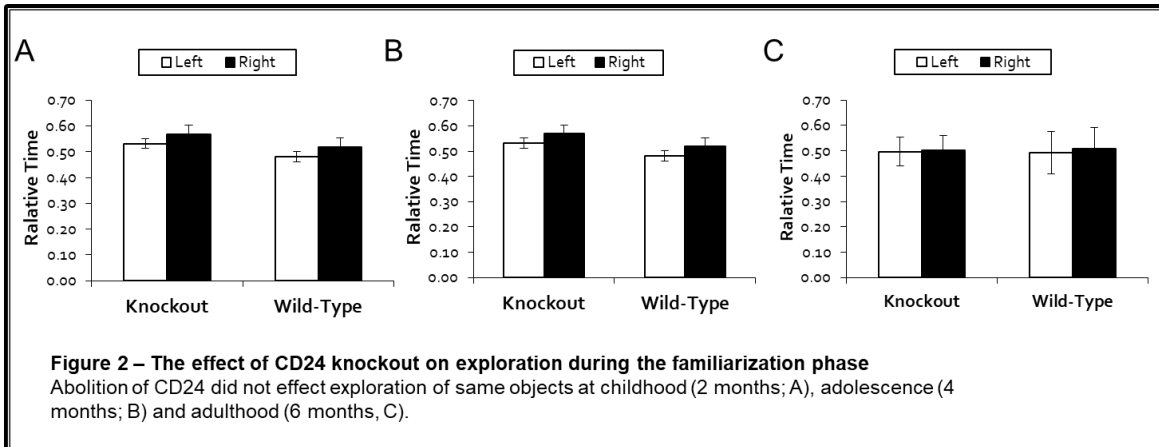 A
Left Right
0.70
0.60
0.50
0.40
0.30
0.20
0.10
0.00
Ralative Time
Knockout Wild-Type
B
Left Right
0.70
0.60
0.50
0.40
0.30
0.20
0.10
0.00
Ralative Time
Knockout Wild-Type
C
Left Right
0.70
0.60
0.50
0.40
0.30
0.20
0.10
0.00
Ralative Time
Knockout Wild-Type
Figure 2 – The effect of CD24 knockout on exploration during the familiarization phase
Abolition of CD24 did not effect exploration of same objects at childhood (2 months; A), adolescence (4
months; B) and adulthood (6 months, C).